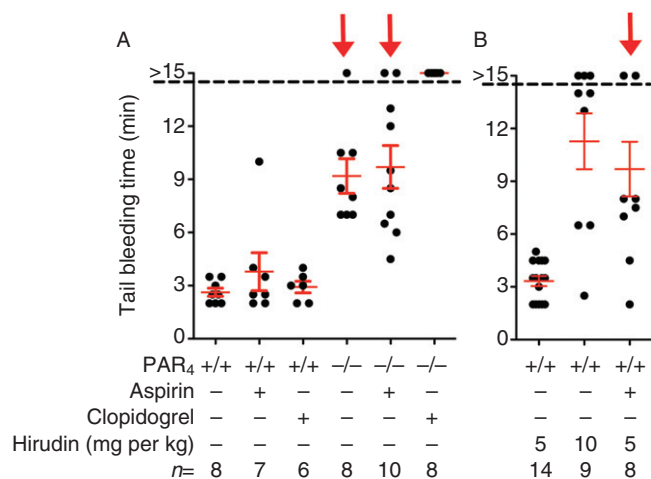 A
B
Tail bleeding time (min)
>15
12
9
6
3
0
>15
12
9
6
3
0
PAR4 +/+ +/+ +/+ −/− −/− −/− +/+ +/+ +/+
Aspirin − + − − + − − − +
Clopidogrel − − + − − + − − −
Hirudin (mg per kg) − − − − − − 5 10 5
n= 8 7 6 8 10 8 14 9 8